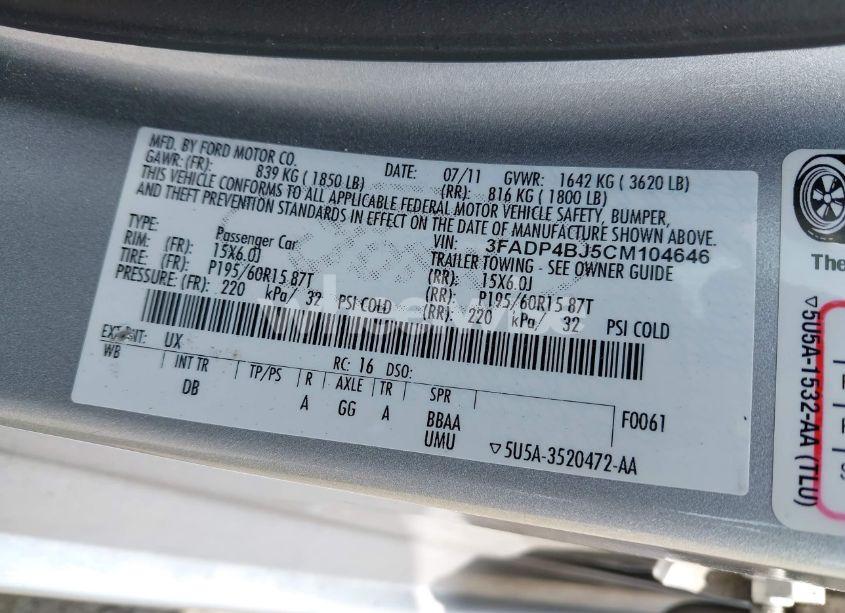 MFD. BY FORD MOTOR CO. DATE: 07/11 GVWR: 1642 KG ( 3620 LB)
GAWR: (FR): 839 KG ( 1850 LB) (RR): 816 KG ( 1800 LB)
THIS VEHICLE CONFORMS TO ALL APPLICABLE FEDERAL MOTOR VEHICLE SAFETY, BUMPER,
AND THEFT PREVENTION STANDARDS IN EFFECT ON THE DATE OF MANUFACTURE SHOWN ABOVE.
VIN: 3FADP4BJ5CM104646
TYPE: Passenger Car TRAILER TOWING - SEE OWNER GUIDE
RIM: (FR): 15X6.0J (RR): 15X6.0J
TIRE: (FR): P195/60R15 87T (RR): P195/60R15 87T
PRESSURE: (FR): 220 kPa/ 32 PSI COLD (RR): 220 kPa/ 32 PSI COLD
EXT PNT: UX RC: 16 DSO:
WB INT TR TP/PS R AXLE TR SPR
DB A GG A BBAA F0061
UMU ▽5U5A-3520472-AA
The
▽5U5A-1532-AA (TLU)